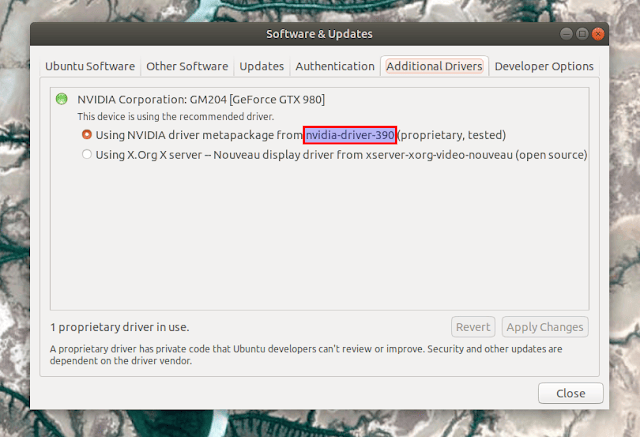 Software & Updates
Ubuntu Software Other Software Updates Authentication Additional Drivers Developer Options
NVIDIA Corporation: GM204 [GeForce GTX 980]
This device is using the recommended driver.
Using NVIDIA driver metapackage from nvidia-driver-390 (proprietary, tested)
Using X.Org X server -- Nouveau display driver from xserver-xorg-video-nouveau (open source)
1 proprietary driver in use.
Revert Apply Changes
A proprietary driver has private code that Ubuntu developers can't review or improve. Security and other updates are
dependent on the driver vendor.
Close